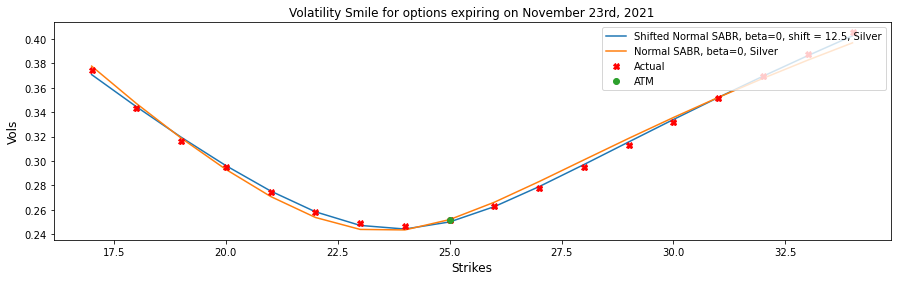 Volatility Smile for options expiring on November 23rd, 2021
Shifted Normal SABR, beta=0, shift = 12.5, Silver
Normal SABR, beta=0, Silver
Actual
ATM
0.40
0.38
0.36
0.34
0.32
0.30
0.28
0.26
0.24
Vols
17.5 20.0 22.5 25.0 27.5 30.0 32.5
Strikes